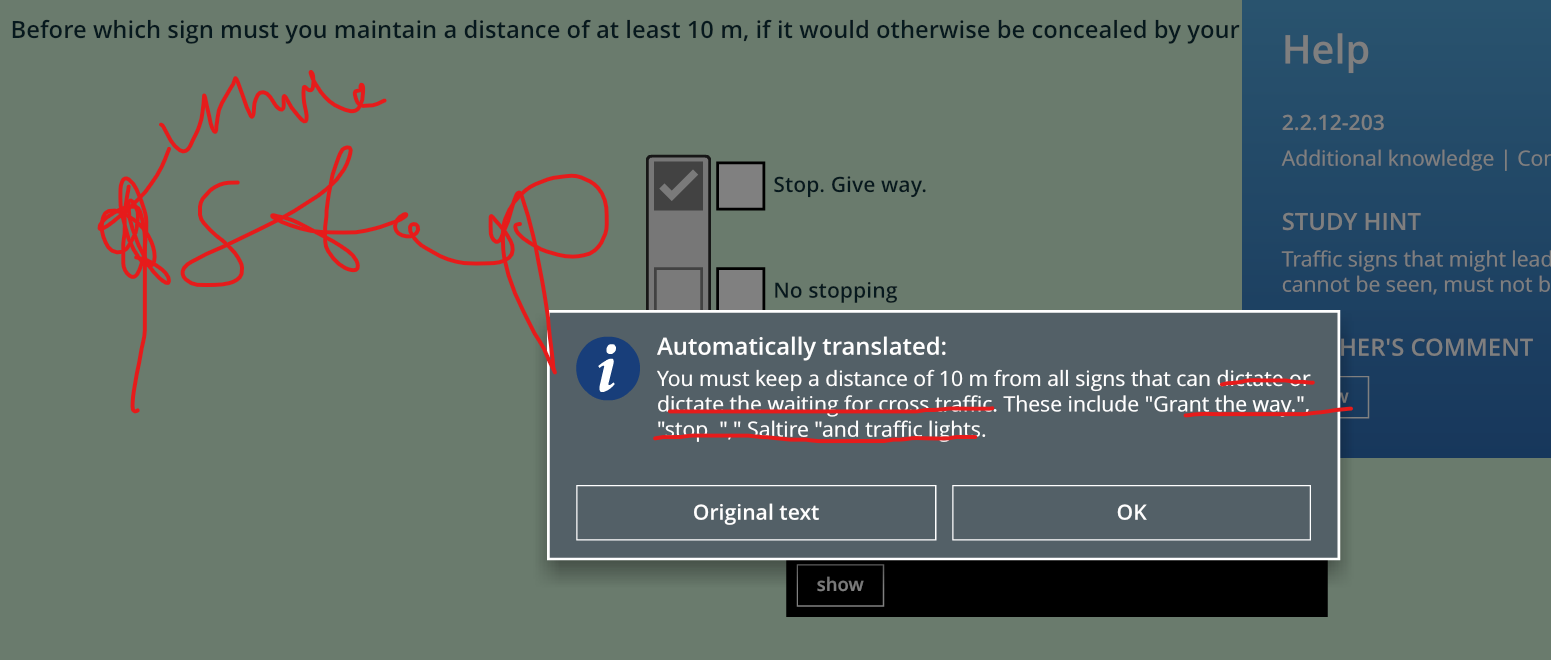 Before which sign must you maintain a distance of at least 10 m, if it would otherwise be concealed by your
Help
2.2.12-203
Additional knowledge | Cor
STUDY HINT
Traffic signs that might lead
cannot be seen, must not b
HER'S COMMENT
Stop. Give way.
No stopping
Automatically translated:
You must keep a distance of 10 m from all signs that can dictate or
dictate the waiting for cross traffic. These include "Grant the way.",
"stop. "," Saltire "and traffic lights.
Original text
OK
show